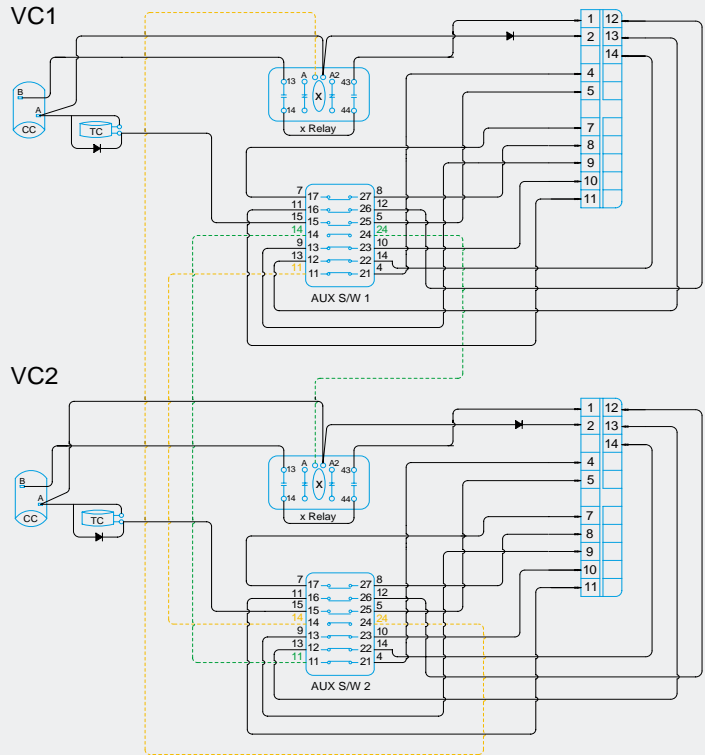 VC1
1 12
2 13
14
13 A A2 43
B
X
4
14 44
A
5
x Relay
CC TC
7
8
9
7 17 27 8
10
11 16 26 12
11
15 15 25 5
14 14 24 24
9 13 23 10
13 12 22 14
11 11 21 4
AUX S/W 1
VC2
1 12
2 13
14
13 A A2 43
4
B
X
5
A
14 44
x Relay
CC TC
7
8
9
10
7 17 27 8
11
11 16 26 12
15 15 25 5
14 14 24 24
9 13 23 10
13 12 22 14
11 11 21 4
AUX S/W 2